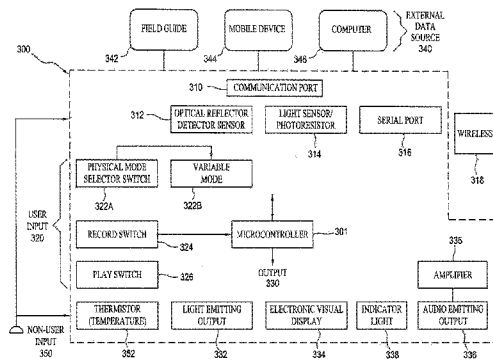 FIELD GUIDE
MOBILE DEVICE
COMPUTER
EXTERNAL
DATA
SOURCE
340
342
344
346
300
310
COMMUNICATION PORT
312
OPTICAL REFLECTOR
DETECTOR SENSOR
LIGHT SENSOR/
PHOTORESISTOR
314
SERIAL PORT
316
WIRELESS
318
PHYSICAL MODE
SELECTOR SWITCH
322A
VARIABLE
MODE
322B
USER
INPUT
320
RECORD SWITCH
324
MICROCONTROLLER
301
OUTPUT
330
PLAY SWITCH
326
335
AMPLIFIER
NON-USER
INPUT
350
THERMISTOR
(TEMPERATURE)
352
LIGHT EMITTING
OUTPUT
332
ELECTRONIC VISUAL
DISPLAY
334
INDICATOR
LIGHT
338
AUDIO EMITTING
OUTPUT
336